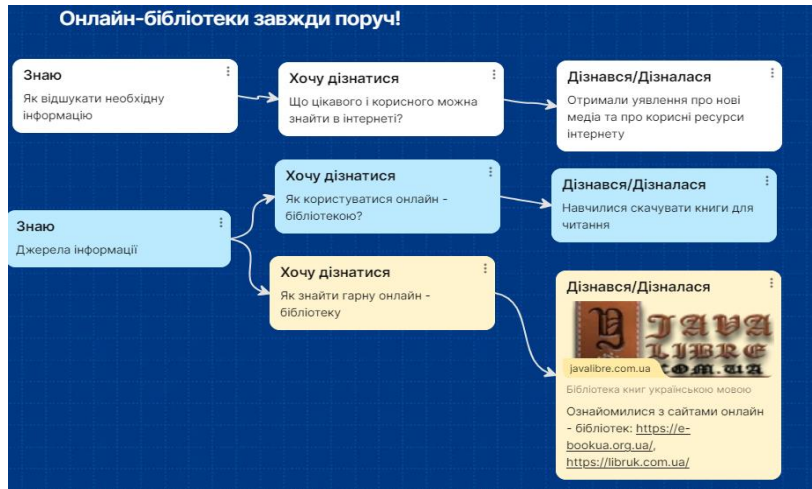 Онлайн-бібліотеки завжди поруч!
Знаю
Як відшукати необхідну
інформацію
Хочу дізнатися
Що цікавого і корисного можна
знайти в інтернеті?
Дізнався/Дізналася
Отримали уявлення про нові
медіа та про корисні ресурси
інтернету
Знаю
Джерела інформації
Хочу дізнатися
Як користуватися онлайн -
бібліотекою?
Дізнався/Дізналася
Навчилися скачувати книги для
читання
Хочу дізнатися
Як знайти гарну онлайн -
бібліотеку
Дізнався/Дізналася
JAVA
LIBRE
COM.UA
javalibre.com.ua
Бібліотека книг українською мовою
Ознайомилися з сайтами онлайн
- бібліотек: https://e-
bookua.org.ua/,
https://libruk.com.ua/